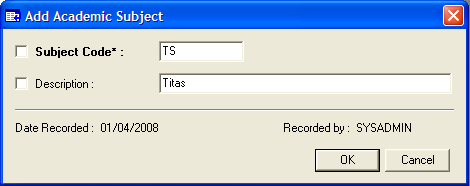 Add Academic Subject
Subject Code* : TS
Description : Titas
Date Recorded : 01/04/2008 Recorded by : SYSADMIN
OK Cancel